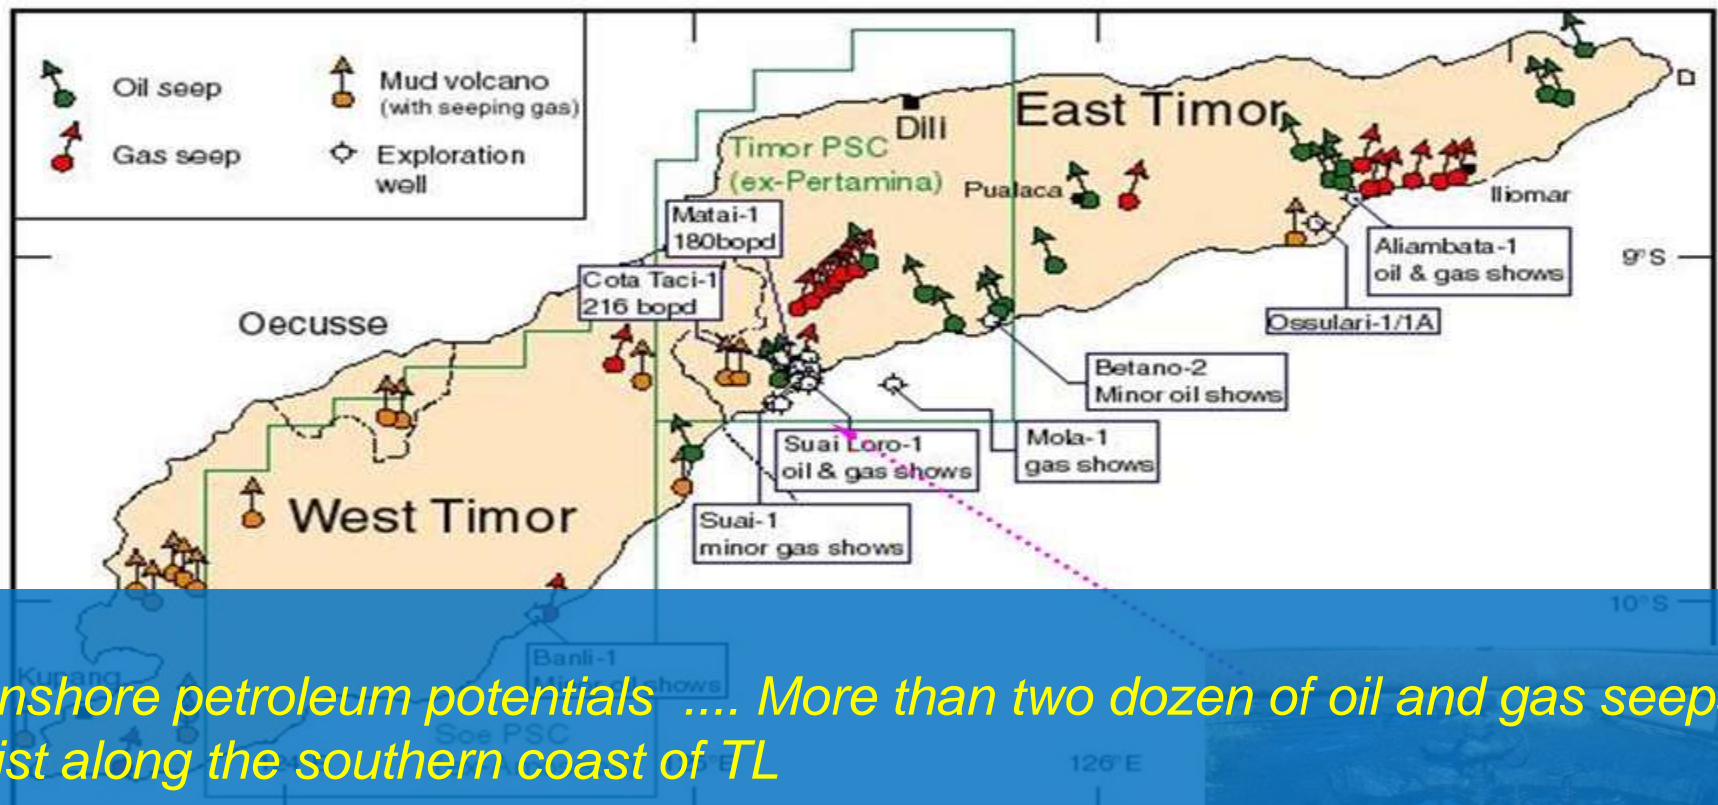 Oil seep
Gas seep
Mud volcano
(with seeping gas)
Exploration
well
East Timor
Dili
Timor PSC
(ex-Pertamina)
Pualaca
Iliomar
Matai-1
180bopd
Cota Taci-1
216 bopd
Aliambata-1
oil & gas shows
9°S
Ossulari-1/1A
Oecusse
Betano-2
Minor oil shows
Mola-1
gas shows
Suai Loro-1
oil & gas shows
Suai-1
minor gas shows
West Timor
10°S
Banli-1
Minor oil shows
Kupang
nshore petroleum potentials .... More than two dozen of oil and gas seep
ist along the southern coast of TL
Soe PSC
126°E